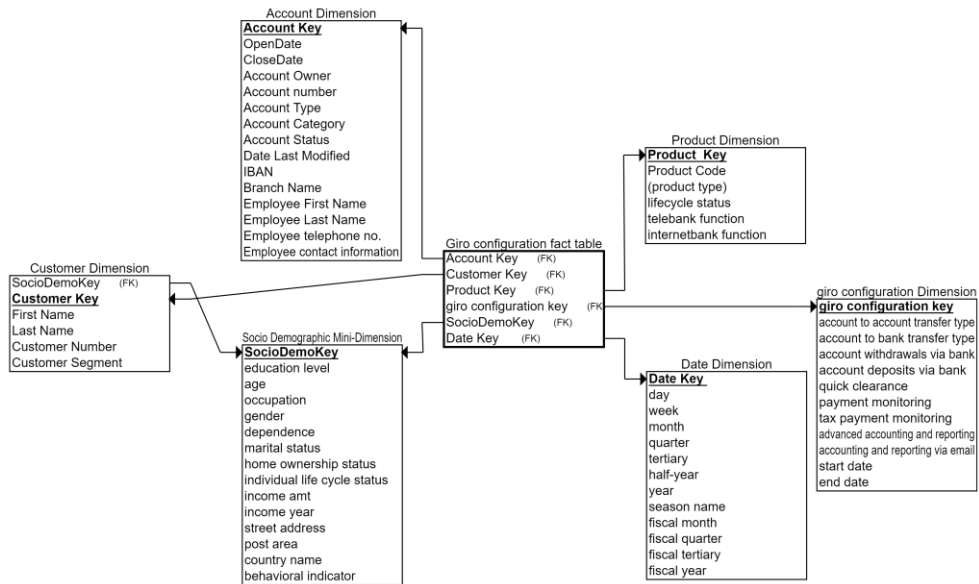 Account Dimension
Account Key
OpenDate
CloseDate
Account Owner
Account number
Account Type
Account Category
Account Status
Date Last Modified
IBAN
Branch Name
Employee First Name
Employee Last Name
Employee telephone no.
Employee contact information
Product Dimension
Product Key
Product Code
(product type)
lifecycle status
telebank function
internetbank function
Giro configuration fact table
Account Key (FK)
Customer Key (FK)
Product Key (FK)
giro configuration key (FK
SocioDemoKey (FK)
Date Key (FK)
Customer Dimension
SocioDemoKey (FK)
Customer Key
First Name
Last Name
Customer Number
Customer Segment
Socio Demographic Mini-Dimension
SocioDemoKey
education level
age
occupation
gender
dependence
marital status
home ownership status
individual life cycle status
income amt
income year
street address
post area
country name
behavioral indicator
Date Dimension
Date Key
day
week
month
quarter
tertiary
half-year
year
season name
fiscal month
fiscal quarter
fiscal tertiary
fiscal year
giro configuration Dimension
giro configuration key
account to account transfer type
account to bank transfer type
account withdrawals via bank
account deposits via bank
quick clearance
payment monitoring
tax payment monitoring
advanced accounting and reporting
accounting and reporting via email
start date
end date